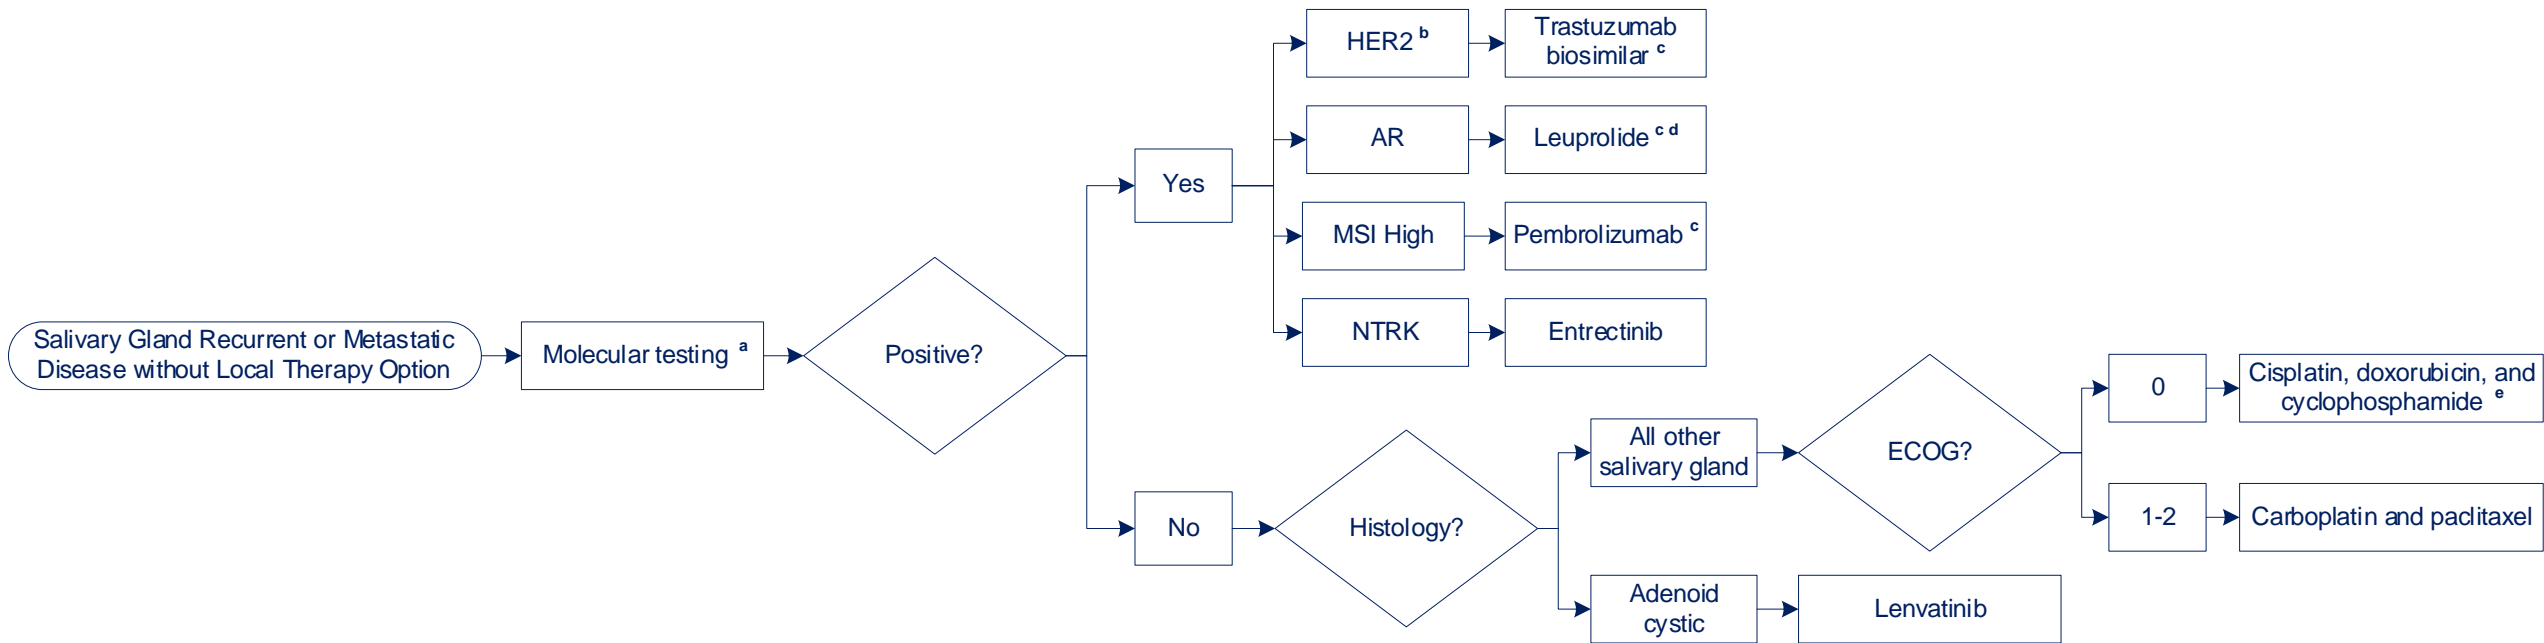 Salivary Gland Recurrent or Metastatic
Disease without Local Therapy Option
Molecular testing a
Positive?
Yes
HER2 b
Trastuzumab
biosimilar c
AR
Leuprolide c d
MSI High
Pembrolizumab c
NTRK
Entrectinib
No
Histology?
All other
salivary gland
ECOG?
0
Cisplatin, doxorubicin, and
cyclophosphamide e
1-2
Carboplatin and paclitaxel
Adenoid
cystic
Lenvatinib